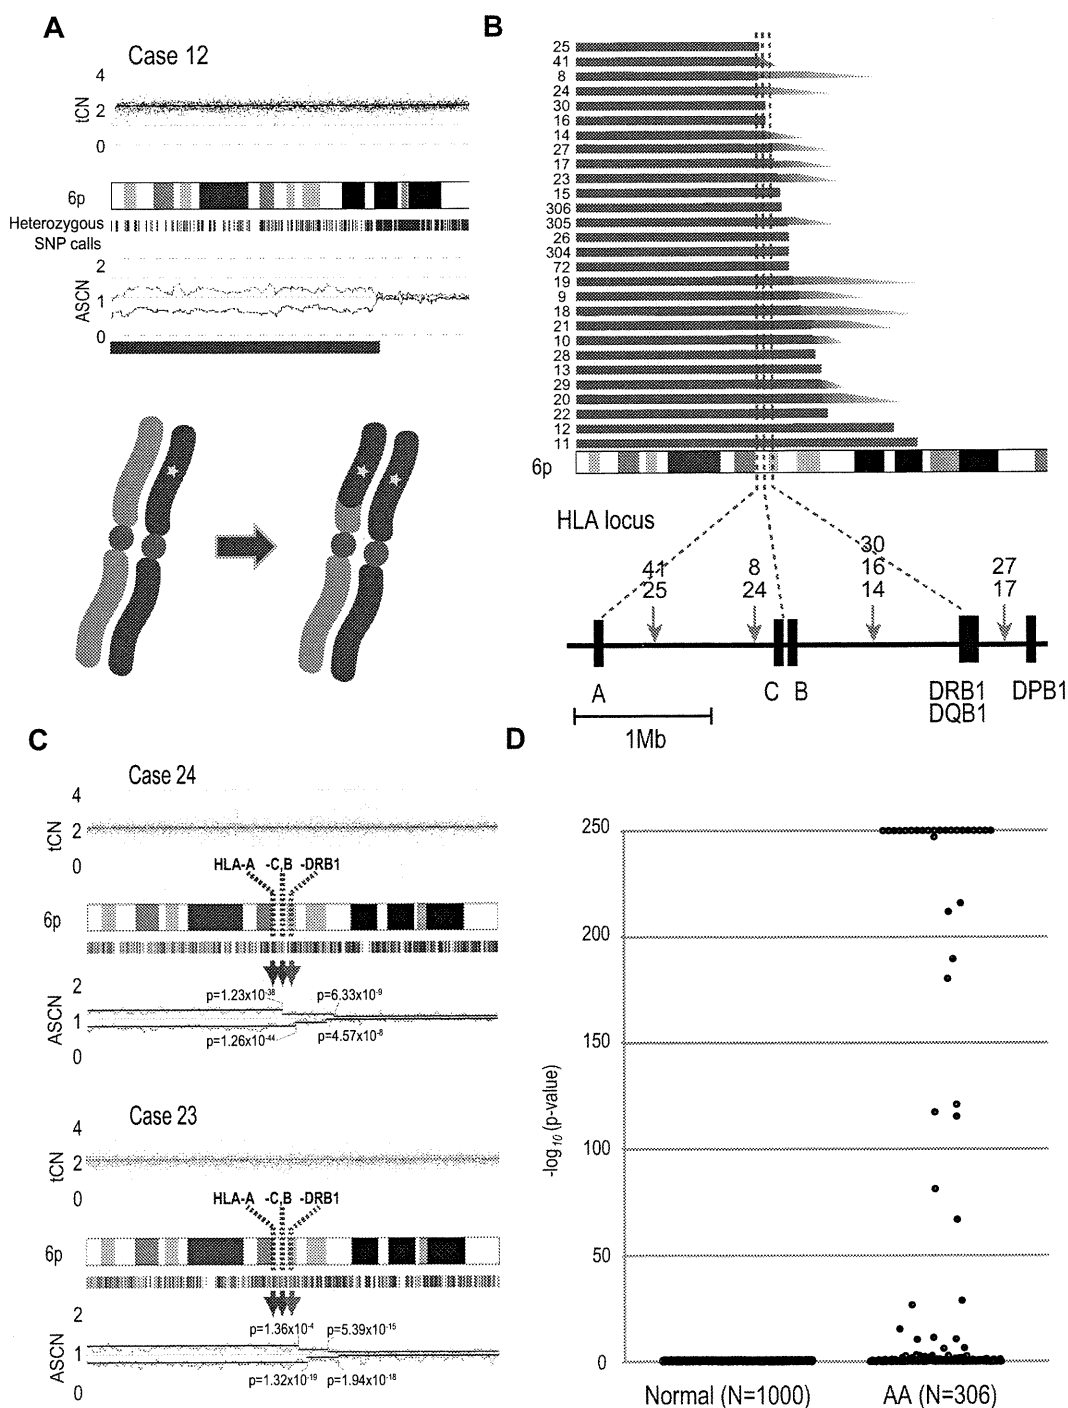 A
Case 12
4
2
0
tCN
6p
Heterozygous
SNP calls
2
1
0
ASCN
B
25
41
8
24
30
16
14
27
17
23
15
306
305
26
304
72
19
9
18
21
10
28
13
29
20
22
12
11
6p
HLA locus
41
25
8
24
30
16
14
27
17
A
C
B
DRB1
DQB1
DPB1
1Mb
C
Case 24
4
2
0
tCN
HLA-A -C,B -DRB1
6p
2
1
0
ASCN
p=1.23x10-38
p=6.33x10-9
p=1.26x10-44
p=4.57x10-8
Case 23
4
2
0
tCN
HLA-A -C,B -DRB1
6p
2
1
0
ASCN
p=1.36x10-4
p=5.39x10-15
p=1.32x10-19
p=1.94x10-18
D
250
200
150
100
50
0
-log10 (p-value)
Normal (N=1000)
AA (N=306)